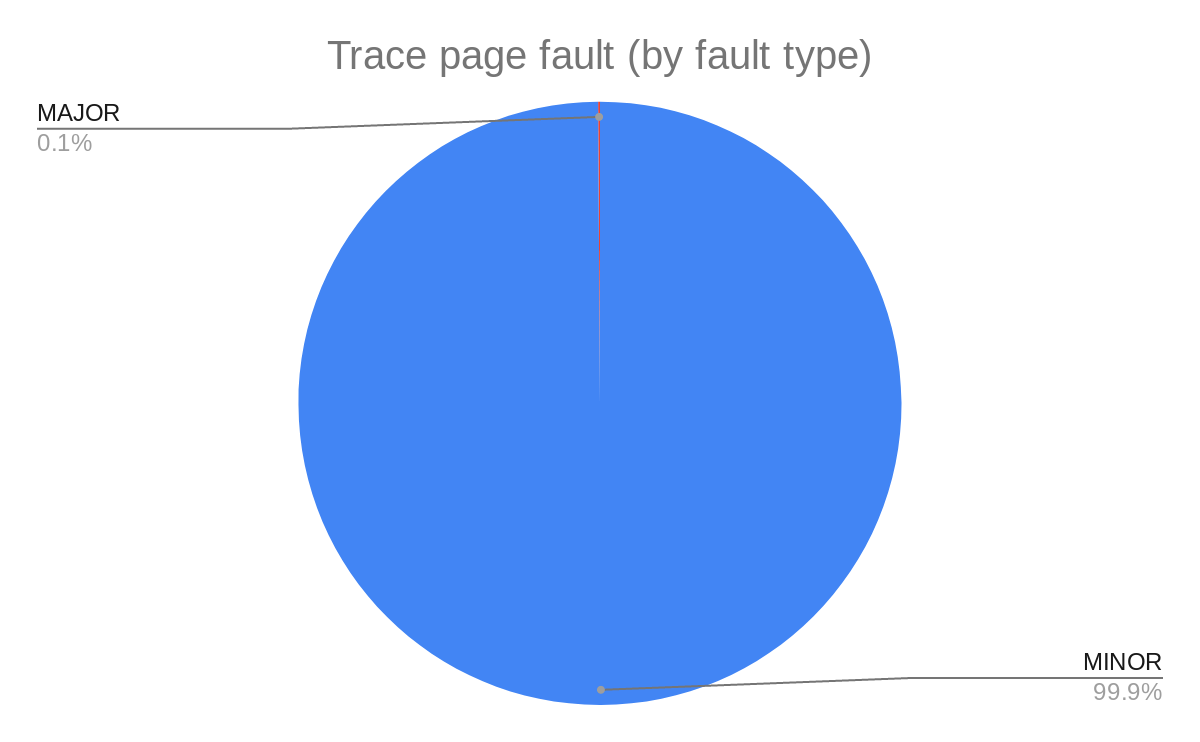 Trace page fault (by fault type)
MAJOR
0.1%
MINOR
99.9%